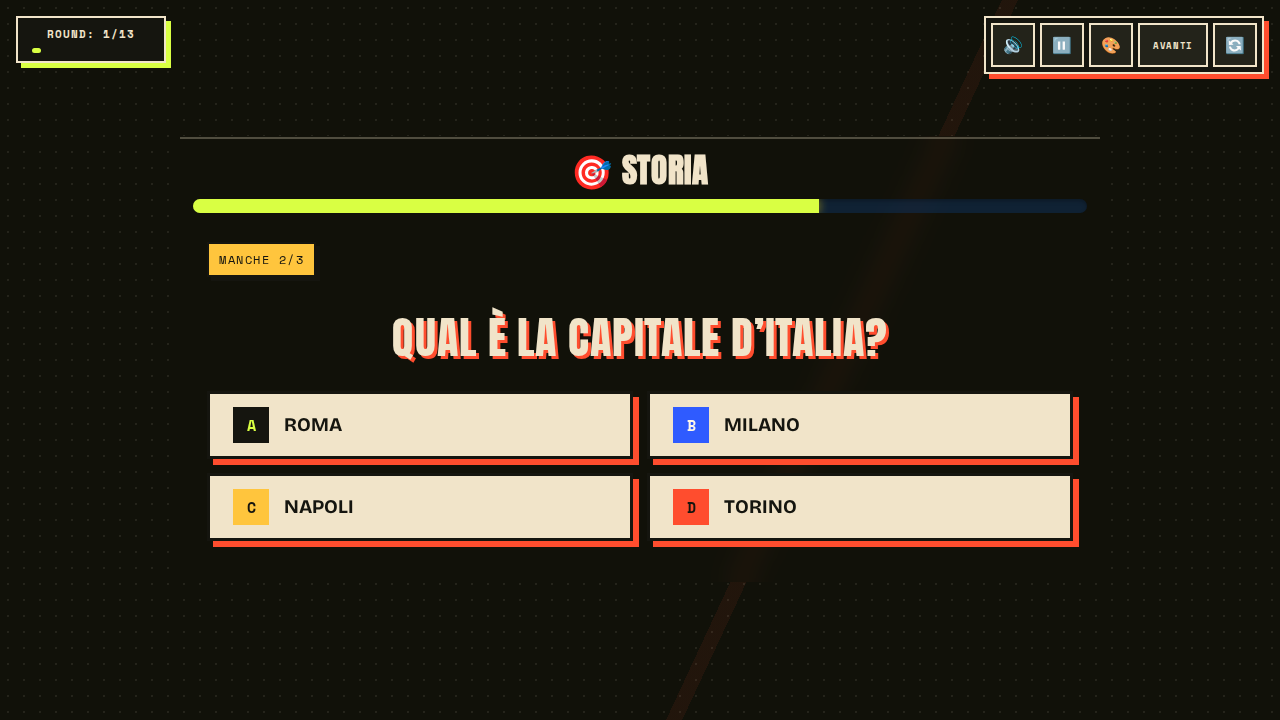 ROUND: 1/13
AVANTI
STORIA
MANCHE 2/3
QUAL È LA CAPITALE D’ITALIA?
A ROMA
B MILANO
C NAPOLI
D TORINO